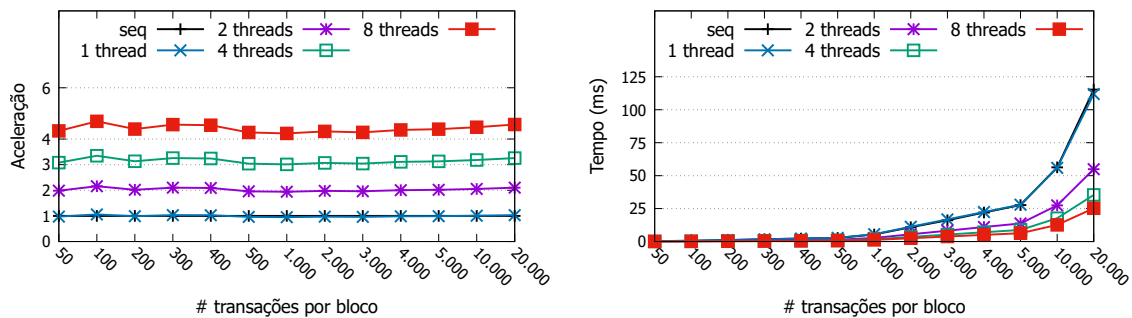 seq 2 threads 8 threads
1 thread 4 threads
Aceleração
6
5
4
3
2
1
0
50 100 200 300 400 500 1.000 2.000 3.000 4.000 5.000 10.000 20.000
# transações por bloco
seq 2 threads 8 threads
1 thread 4 threads
Tempo (ms)
125
100
75
50
25
0
50 100 200 300 400 500 1.000 2.000 3.000 4.000 5.000 10.000 20.000
# transações por bloco